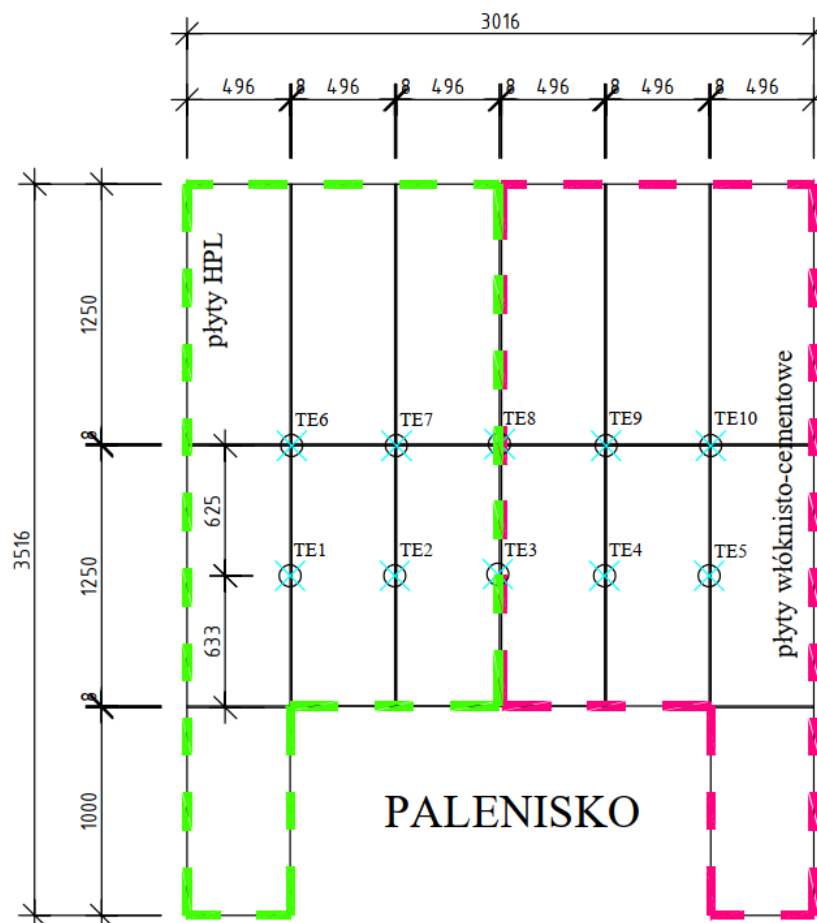 3016
496 8 496 8 496 8 496 8 496 8 496
płyty HPL
1250
TE6 TE7 TE8 TE9 TE10
8
płyty włóknisto-cementowe
625
3516
1250
TE1 TE2 TE3 TE4 TE5
633
8
1000
PALENISKO